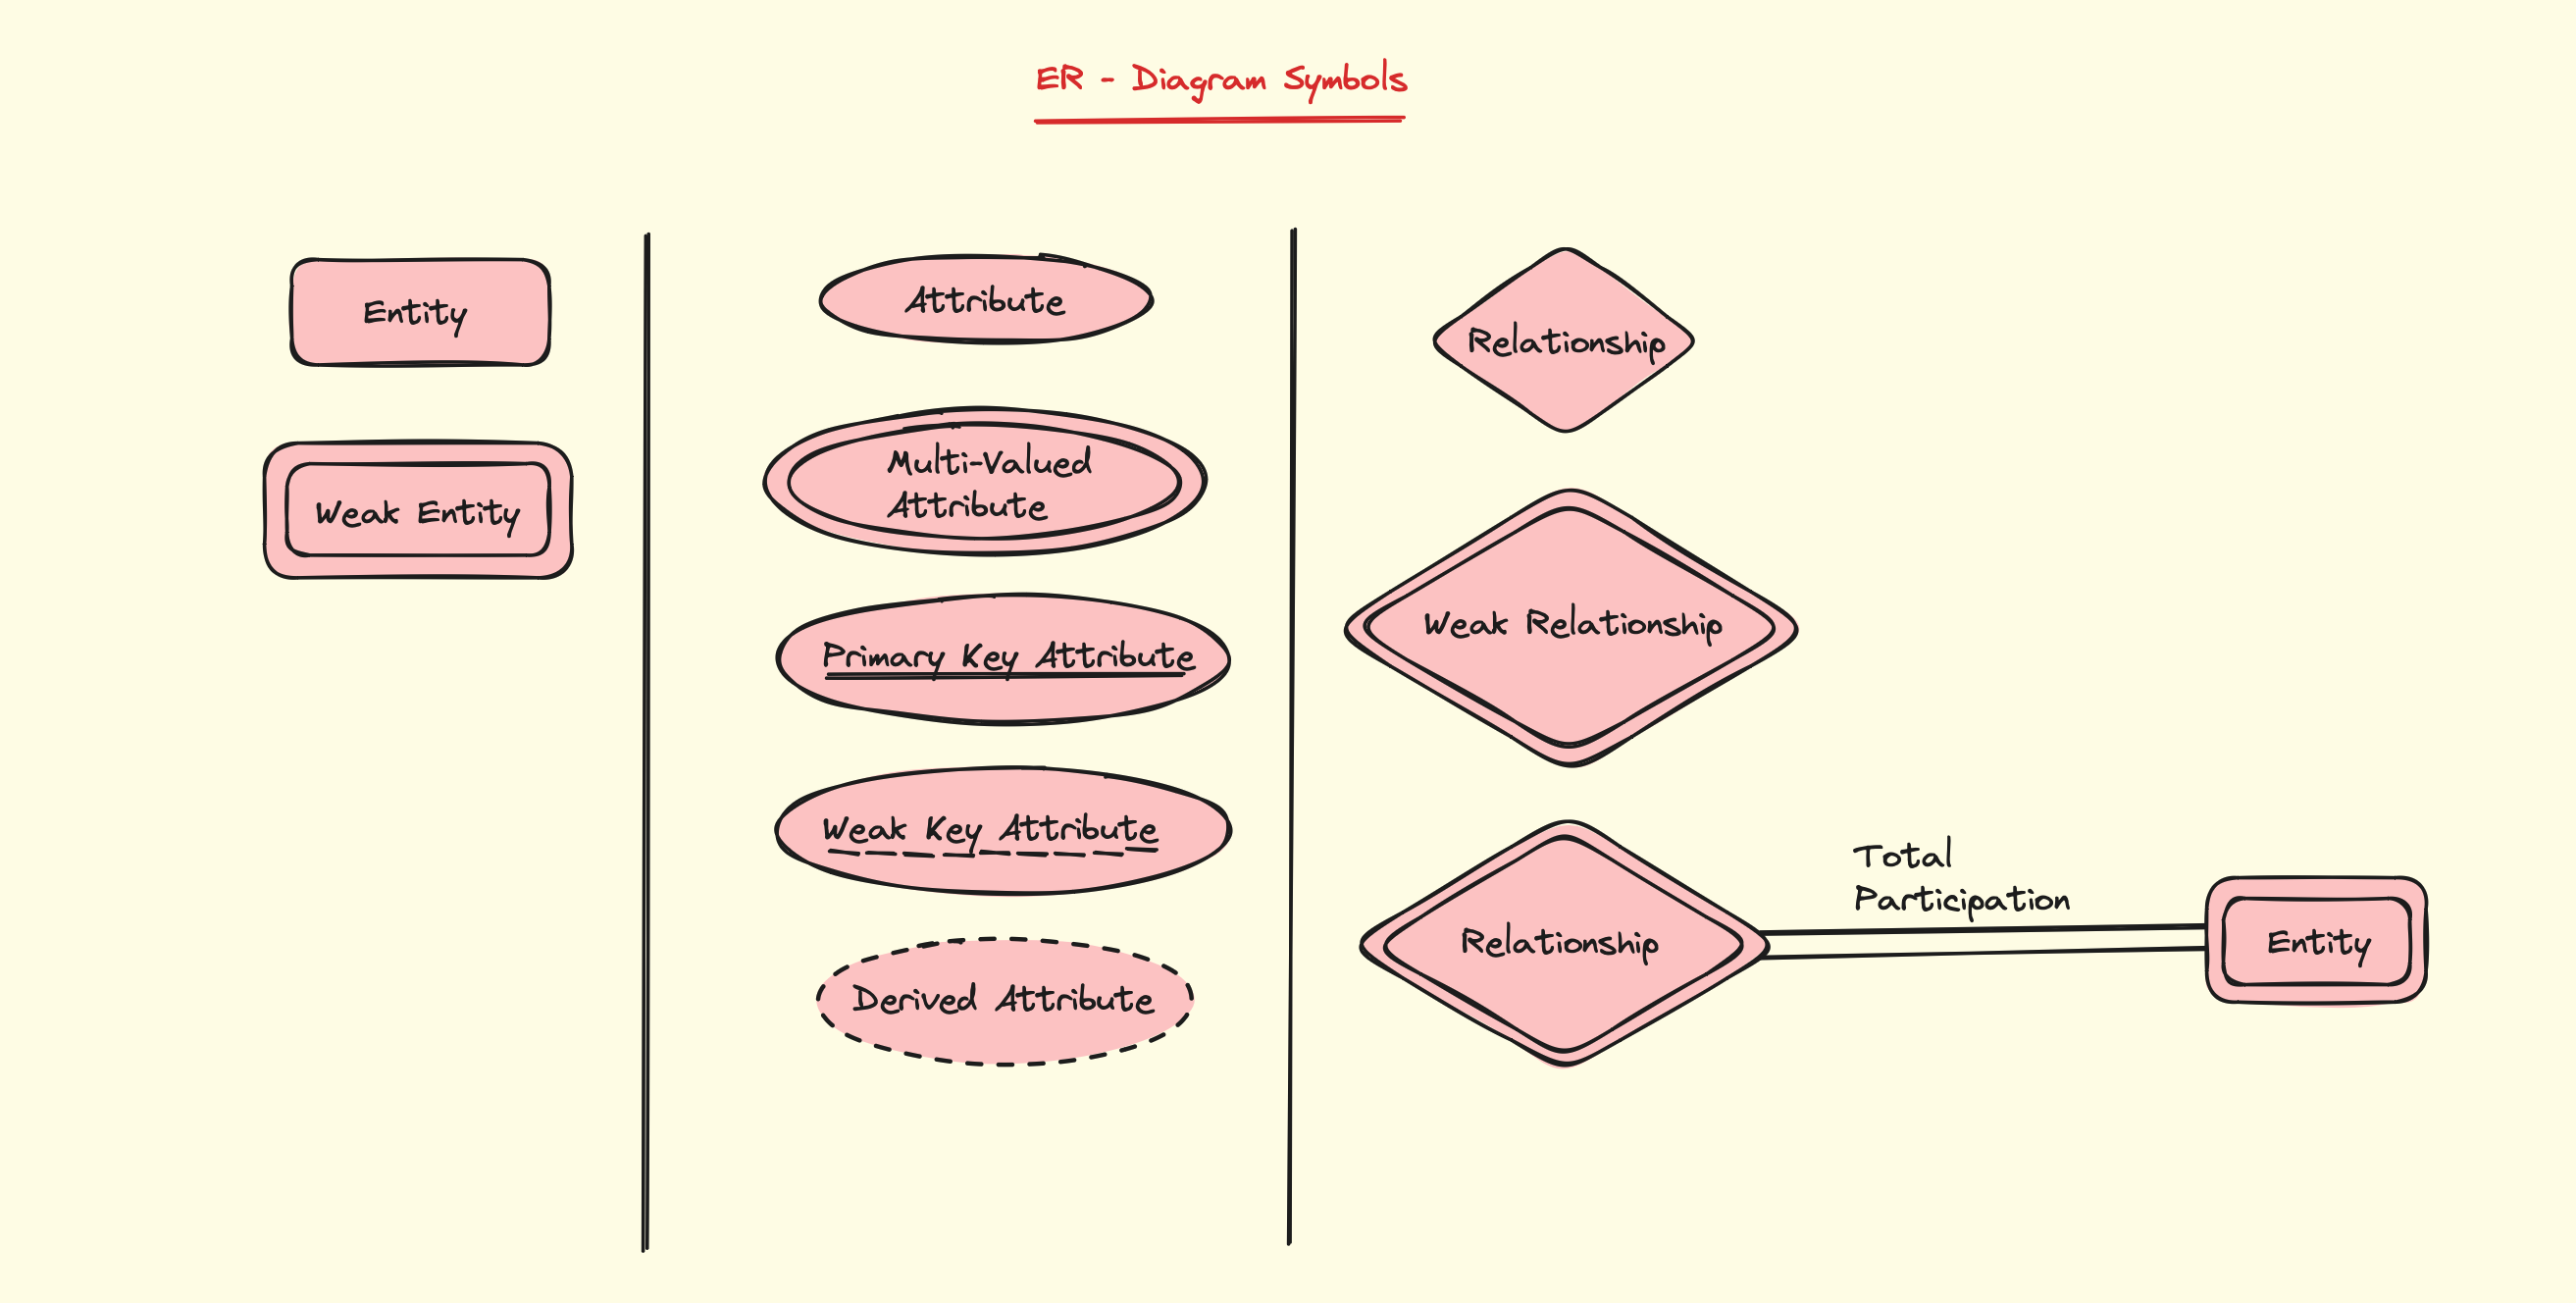 ER - Diagram Symbols
Entity
Weak Entity
Attribute
Multi-Valued
Attribute
Primary Key Attribute
Weak Key Attribute
Derived Attribute
Relationship
Weak Relationship
Relationship
Total
Participation
Entity